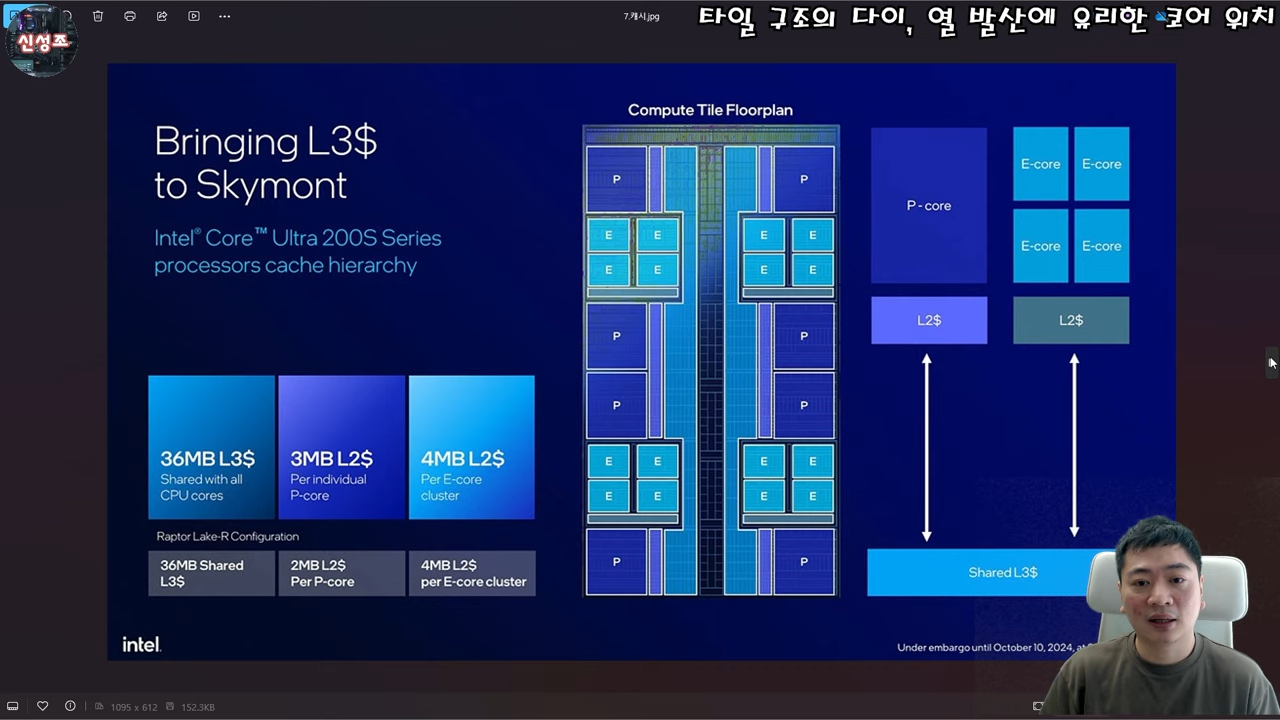 7.캐시.jpg
타일 구조의 다이, 열 발산에 유리한 코어 위치
신성조
Bringing L3$
to Skymont
Intel® Core™ Ultra 200S Series
processors cache hierarchy
36MB L3$
Shared with all
CPU cores
3MB L2$
Per individual
P-core
4MB L2$
Per E-core
cluster
Raptor Lake-R Configuration
36MB Shared
L3$
2MB L2$
Per P-core
4MB L2$
per E-core cluster
Compute Tile Floorplan
P
P
E E
E E
E E
E E
P
P
P
P
E E
E E
E E
E E
P
P
P - core
E-core
E-core
E-core
E-core
L2$
L2$
Shared L3$
intel.
Under embargo until October 10, 2024, at
1095 x 612
152.3KB